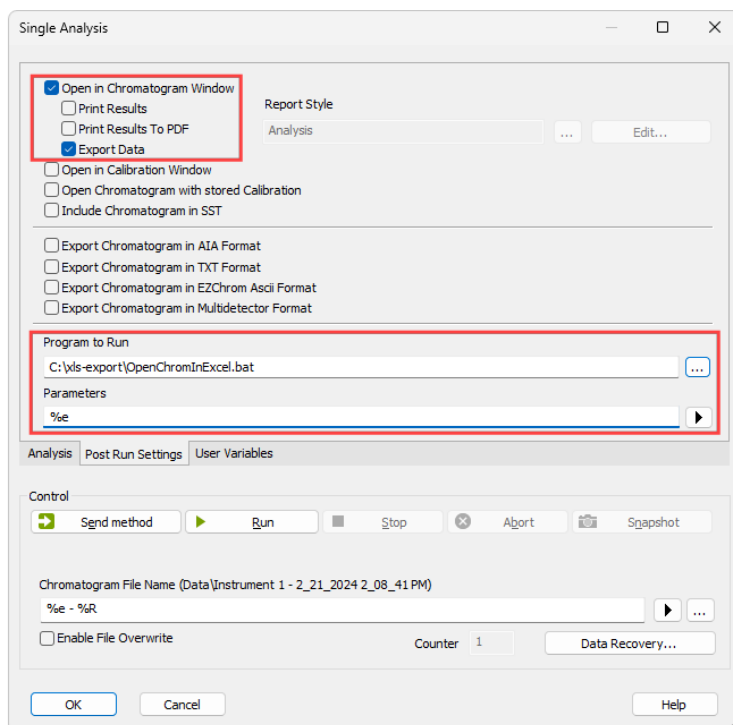 Single Analysis
Open in Chromatogram Window
Print Results
Report Style
Print Results To PDF
Analysis
...
Edit...
Export Data
Open in Calibration Window
Open Chromatogram with stored Calibration
Include Chromatogram in SST
Export Chromatogram in AIA Format
Export Chromatogram in TXT Format
Export Chromatogram in EZChrom Ascii Format
Export Chromatogram in Multidetector Format
Program to Run
C:\xls-export\OpenChromInExcel.bat
...
Parameters
%e
Analysis Post Run Settings User Variables
Control
Send method Run Stop Abort Snapshot
Chromatogram File Name (Data\Instrument 1 - 2_21_2024 2_08_41 PM)
%e - %R
...
Enable File Overwrite Counter 1 Data Recovery...
OK Cancel Help